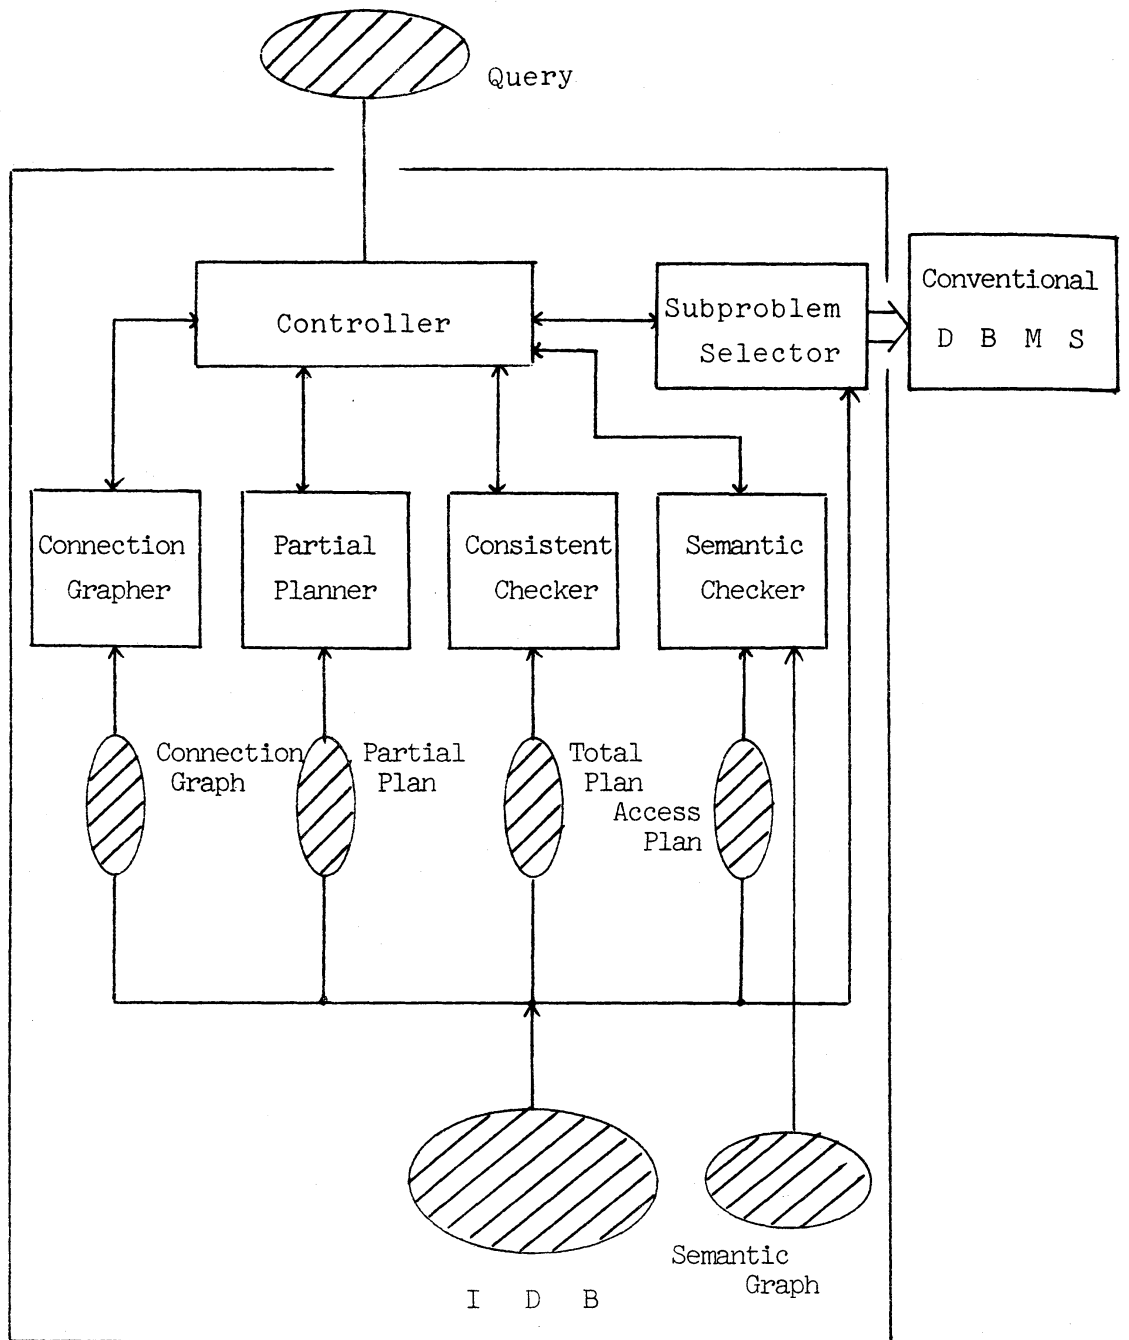 Query
Controller
Subproblem
Selector
Conventional
D B M S
Connection
Grapher
Partial
Planner
Consistent
Checker
Semantic
Checker
Connection
Graph
Partial
Plan
Total
Plan
Access
Plan
Semantic
Graph
I D B